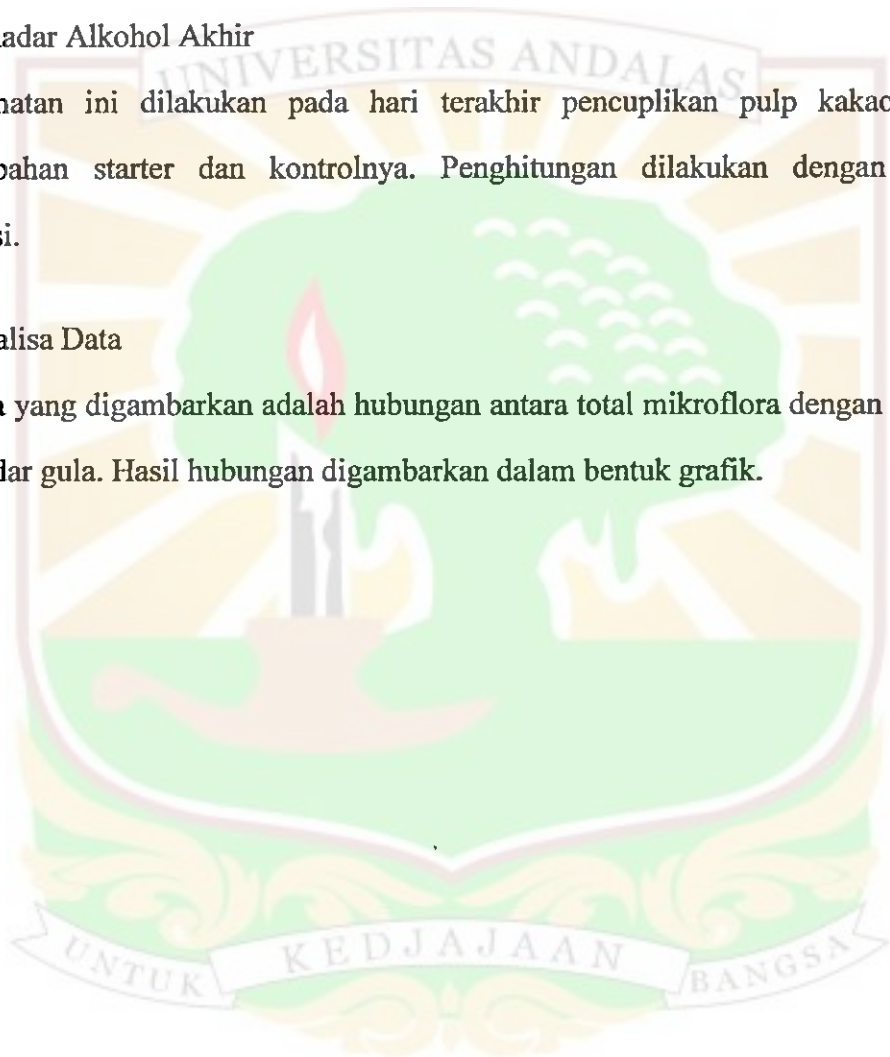 adar Alkohol Akhir
natan ini dilakukan pada hari terakhir pencuplikan pulp kakac
bahan starter dan kontrolnya. Penghitungan dilakukan dengan
si.
alisa Data
a yang digambarkan adalah hubungan antara total mikroflora dengan
lar gula. Hasil hubungan digambarkan dalam bentuk grafik.
UNIVERSITAS ANDALAS
UNTUK KEDJAJAAN BANGSA